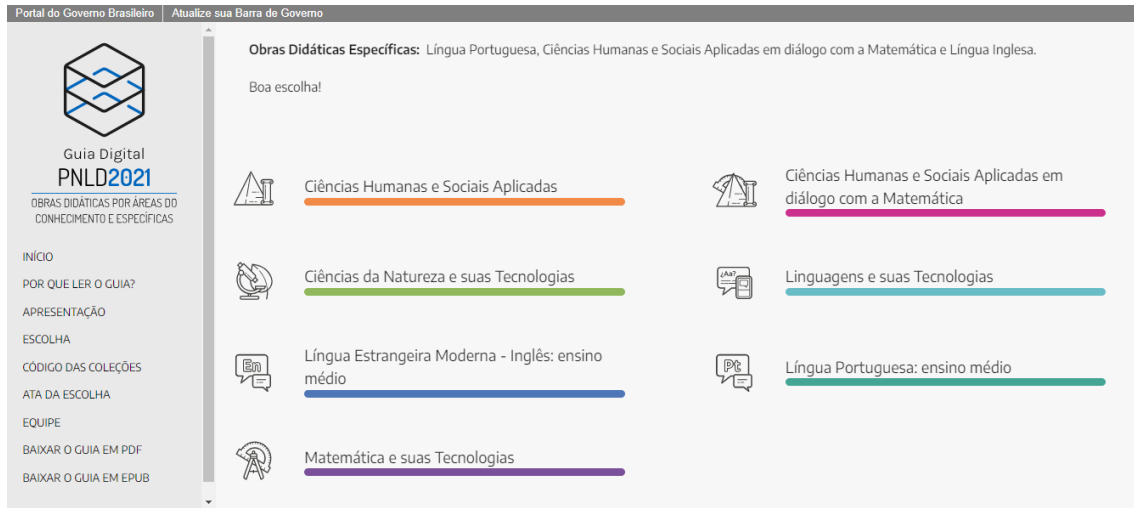 Portal do Governo Brasileiro
Atualize sua Barra de Governo
Guia Digital
PNLD2021
OBRAS DIDÁTICAS POR ÁREAS DO
CONHECIMENTO E ESPECÍFICAS
INÍCIO
POR QUE LER O GUIA?
APRESENTAÇÃO
ESCOLHA
CÓDIGO DAS COLEÇÕES
ATA DA ESCOLHA
EQUIPE
BAIXAR O GUIA EM PDF
BAIXAR O GUIA EM EPUB
Obras Didáticas Específicas: Língua Portuguesa, Ciências Humanas e Sociais Aplicadas em diálogo com a Matemática e Língua Inglesa.
Boa escolha!
Ciências Humanas e Sociais Aplicadas
Ciências Humanas e Sociais Aplicadas em
diálogo com a Matemática
Ciências da Natureza e suas Tecnologias
¿Aa?
Linguagens e suas Tecnologias
En
Língua Estrangeira Moderna - Inglês: ensino
médio
Pt
Língua Portuguesa: ensino médio
Matemática e suas Tecnologias